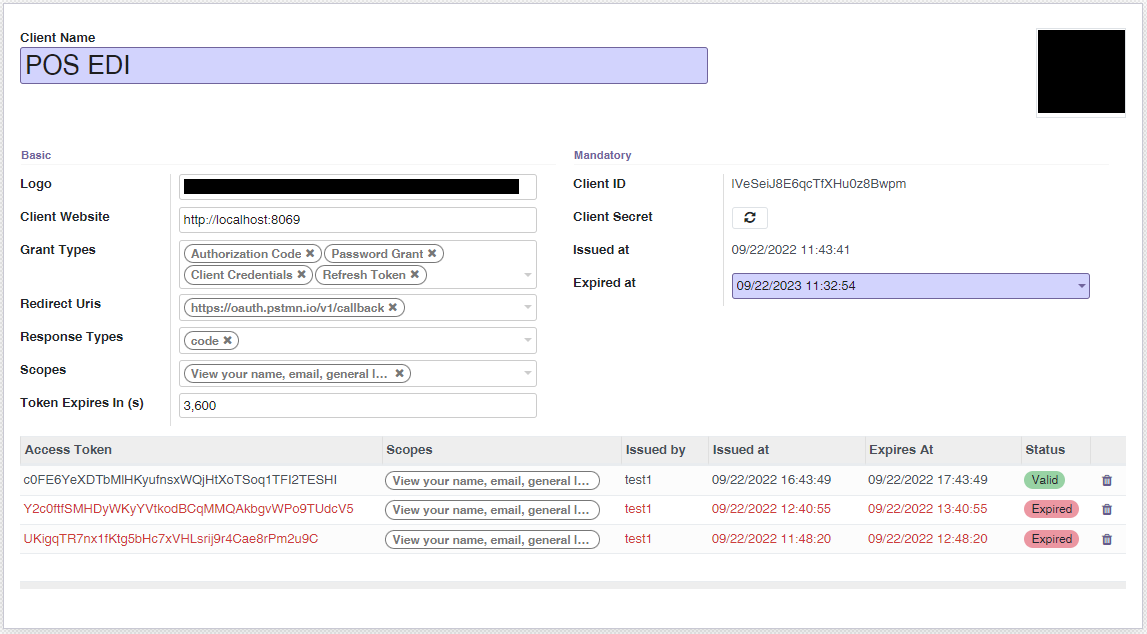 Client Name
POS EDI
Basic
Mandatory
Logo
Client ID IVeSeiJ8E6qcTfXHu0z8Bwpm
Client Website http://localhost:8069
Client Secret
Grant Types Authorization Code ✖ Password Grant ✖
Client Credentials ✖ Refresh Token ✖
Issued at 09/22/2022 11:43:41
Expired at 09/22/2023 11:32:54
Redirect Uris https://oauth.pstmn.io/v1/callback ✖
Response Types code ✖
Scopes View your name, email, general l... ✖
Token Expires In (s) 3,600
Access Token Scopes Issued by Issued at Expires At Status
c0FE6YeXDTbMlHKyufnsxWQjHtXoTSoq1TFI2TESHI View your name, email, general l... test1 09/22/2022 16:43:49 09/22/2022 17:43:49 Valid
Y2c0ftfSMHDyWKyYVtkodBCqMMQAkbgvWPo9TUdcV5 View your name, email, general l... test1 09/22/2022 12:40:55 09/22/2022 13:40:55 Expired
UKigqTR7nx1fKtg5bHc7xVHLsrij9r4Cae8rPm2u9C View your name, email, general l... test1 09/22/2022 11:48:20 09/22/2022 12:48:20 Expired